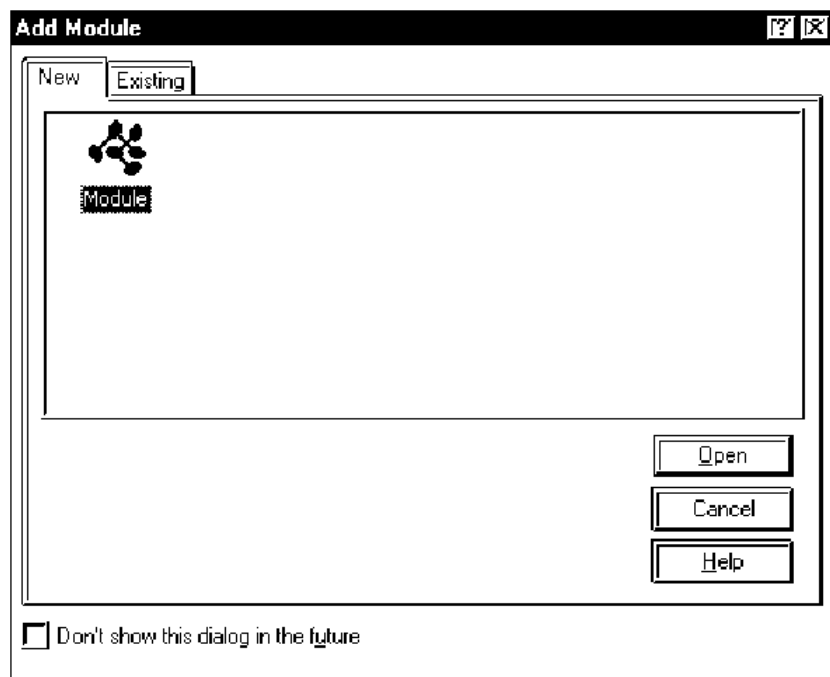 Add Module
New Existing
Module
Open
Cancel
Help
Don't show this dialog in the future